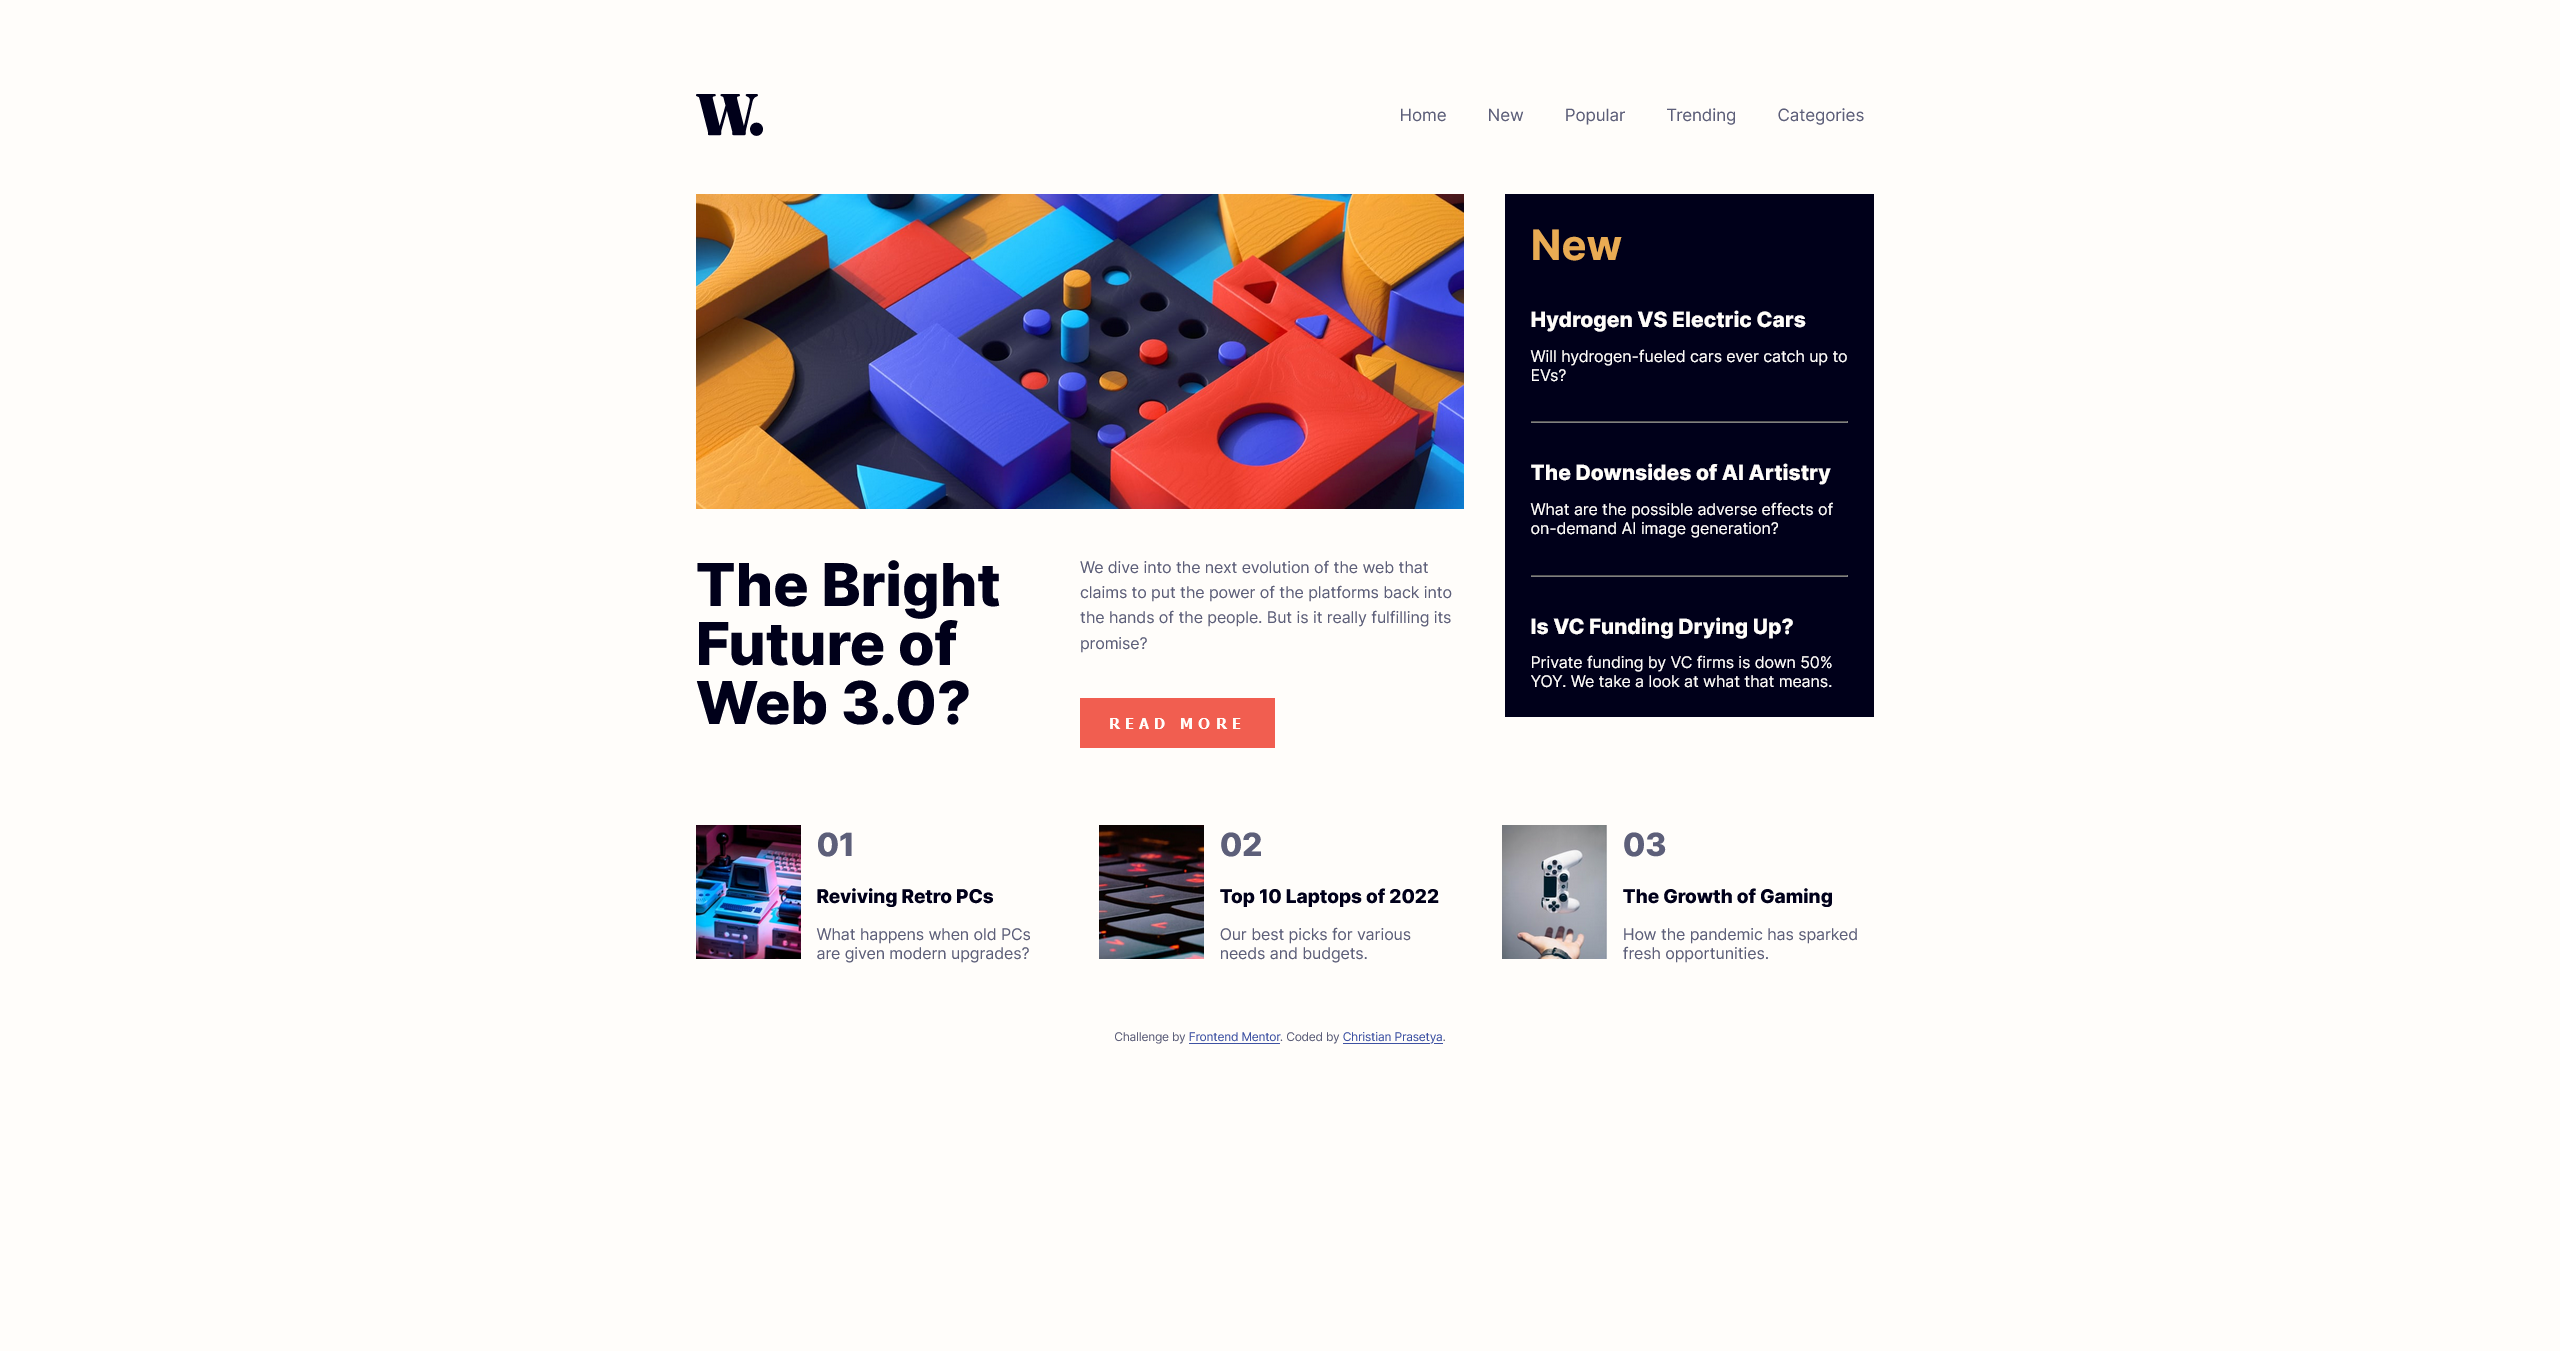 W.
Home New Popular Trending Categories
New
Hydrogen VS Electric Cars
Will hydrogen-fueled cars ever catch up to
EVs?
The Downsides of AI Artistry
What are the possible adverse effects of
on-demand AI image generation?
Is VC Funding Drying Up?
Private funding by VC firms is down 50%
YOY. We take a look at what that means.
The Bright
Future of
Web 3.0?
We dive into the next evolution of the web that
claims to put the power of the platforms back into
the hands of the people. But is it really fulfilling its
promise?
READ MORE
01
Reviving Retro PCs
What happens when old PCs
are given modern upgrades?
02
Top 10 Laptops of 2022
Our best picks for various
needs and budgets.
03
The Growth of Gaming
How the pandemic has sparked
fresh opportunities.
Challenge by Frontend Mentor. Coded by Christian Prasetya.